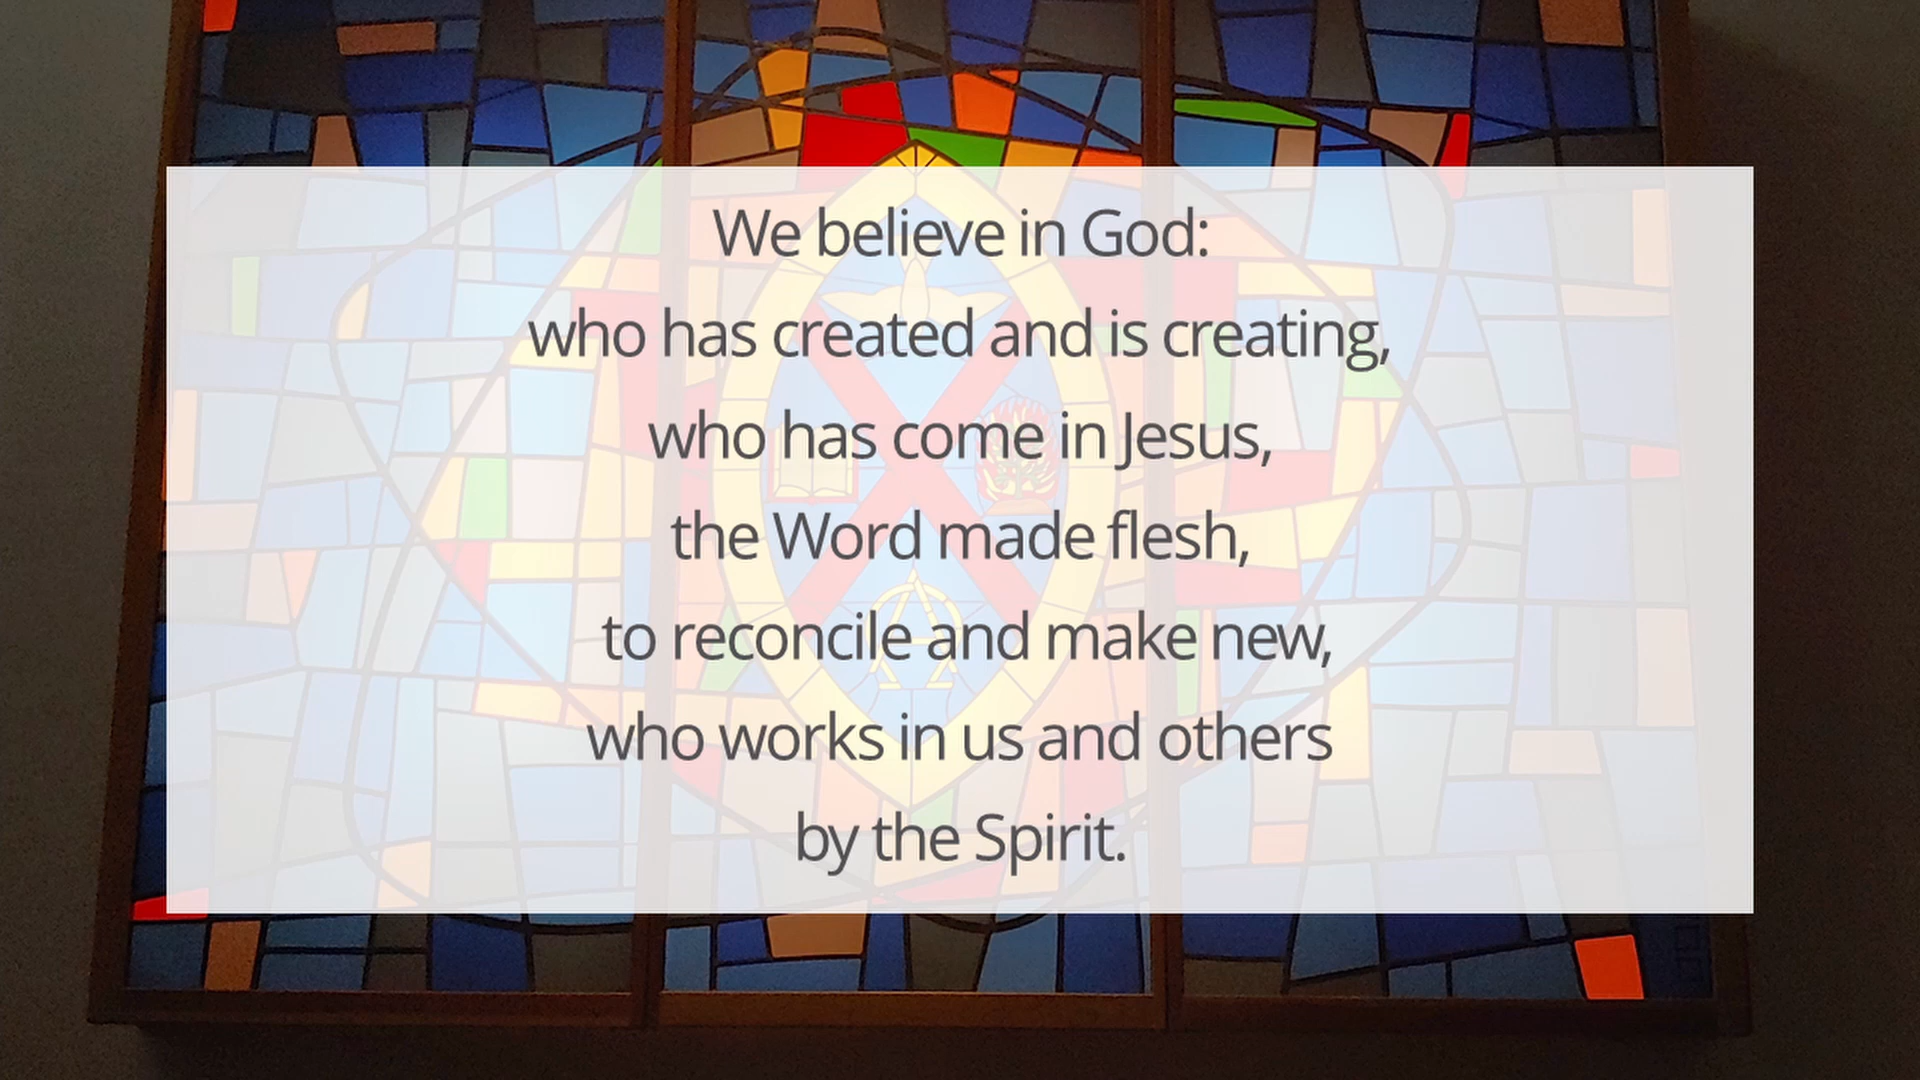 We believe in God:
who has created and is creating,
who has come in Jesus,
the Word made flesh,
to reconcile and make new,
who works in us and others
by the Spirit.